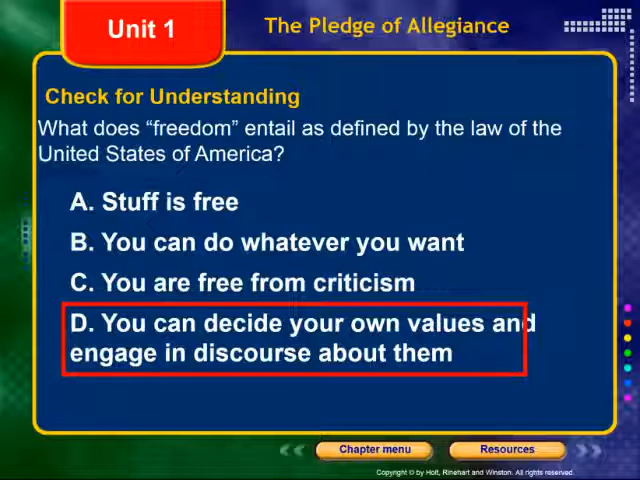 Unit 1
The Pledge of Allegiance
Check for Understanding
What does “freedom” entail as defined by the law of the
United States of America?
A. Stuff is free
B. You can do whatever you want
C. You are free from criticism
D. You can decide your own values and
engage in discourse about them
Chapter menu
Resources
Copyright © by Holt, Rinehart and Winston. All rights reserved.